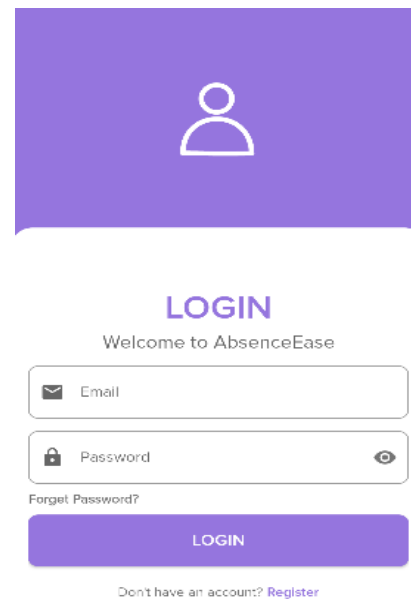 LOGIN
Welcome to AbsenceEase
Email
Password
Forget Password?
LOGIN
Don't have an account? Register